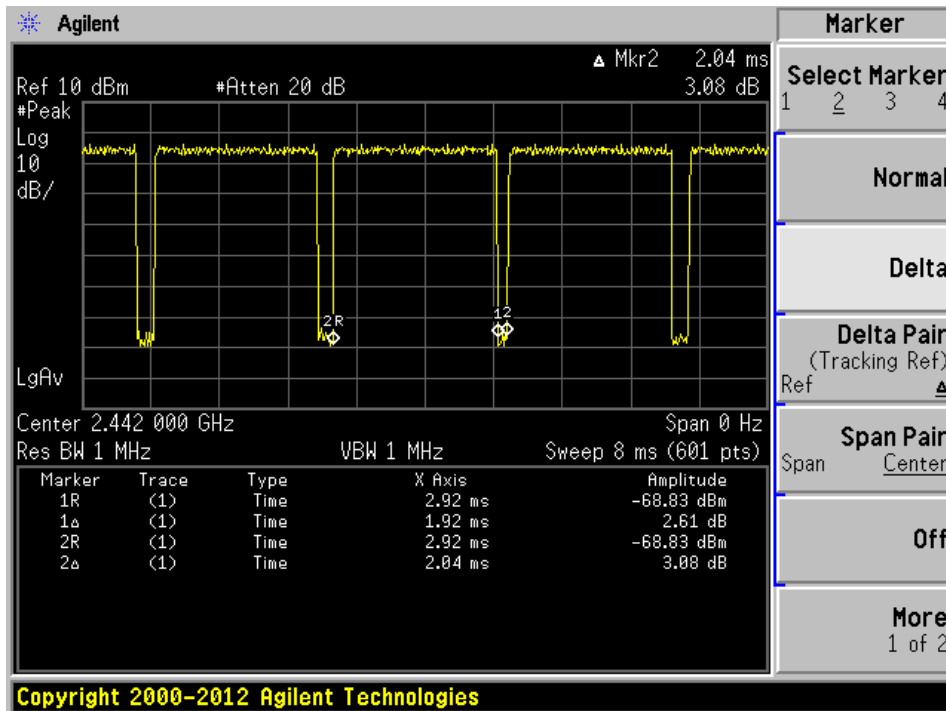 Agilent
Marker
▵ Mkr2 2.04 ms
Ref 10 dBm #Atten 20 dB 3.08 dB
#Peak
Log
10
dB/
2R
1 2
LgAv
Center 2.442 000 GHz Span 0 Hz
Res BW 1 MHz VBW 1 MHz Sweep 8 ms (601 pts)
Marker Trace Type X Axis Amplitude
1R (1) Time 2.92 ms -68.83 dBm
1▵ (1) Time 1.92 ms 2.61 dB
2R (1) Time 2.92 ms -68.83 dBm
2▵ (1) Time 2.04 ms 3.08 dB
Select Marker
1 2 3 4
Normal
Delta
Delta Pair
(Tracking Ref)
Ref ▵
Span Pair
Span Center
Off
More
1 of 2
Copyright 2000-2012 Agilent Technologies